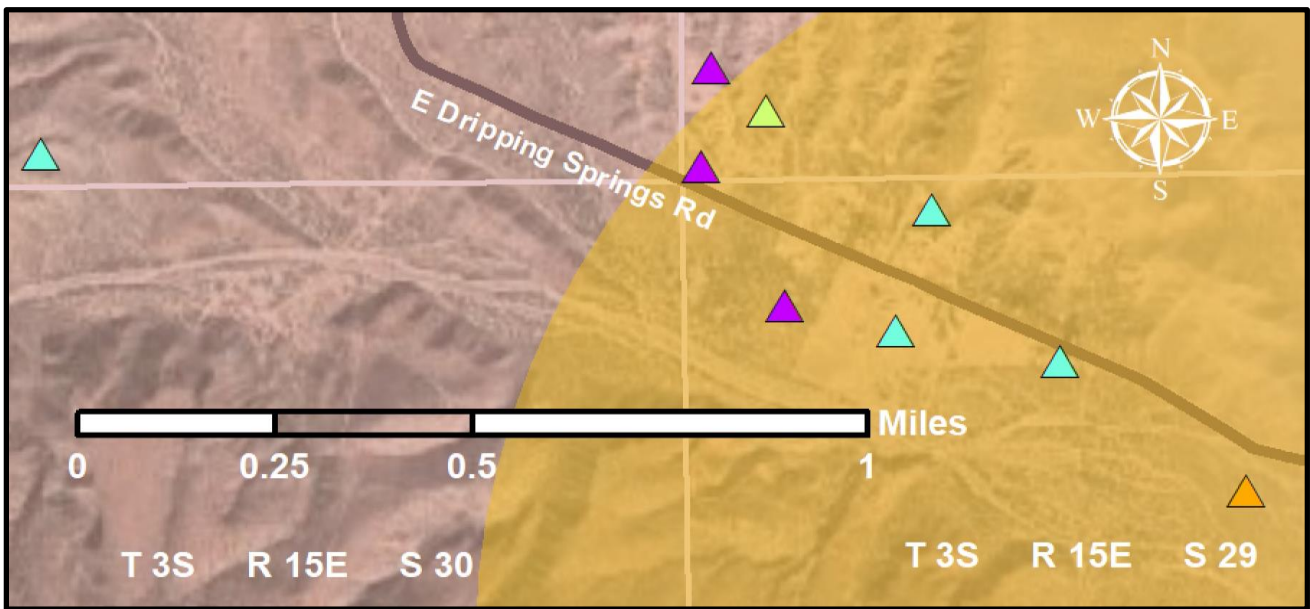 N
W E
S
E Dripping Springs Rd
Miles
0 0.25 0.5 1
T 3S R 15E S 30
T 3S R 15E S 29